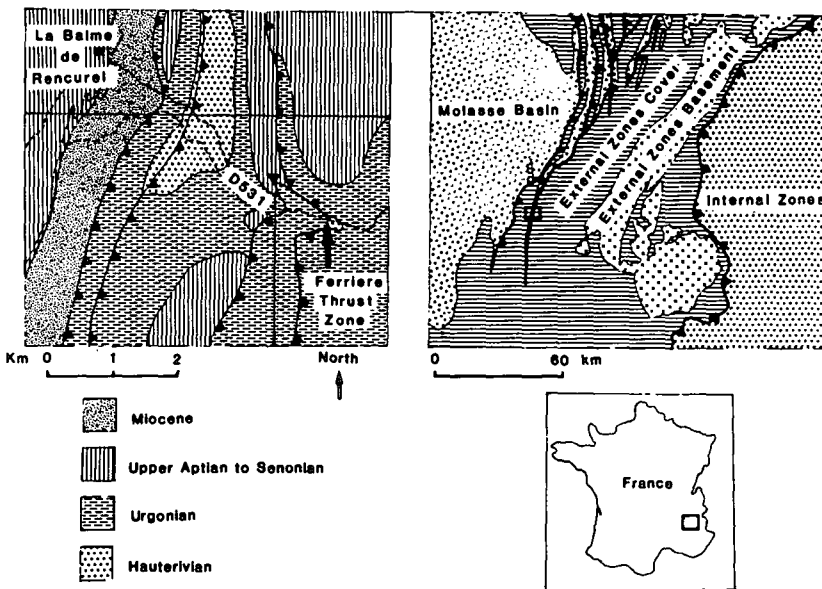 La Balme
de
Rencurel
D531
Ferriere
Thrust
Zone
Km 0 1 2
North
Miocene
Upper Aptian to Senonian
Urgonian
Hauterivian
Molasse Basin
External Zones Cover
External Zones Basement
Internal Zones
0 60 km
France